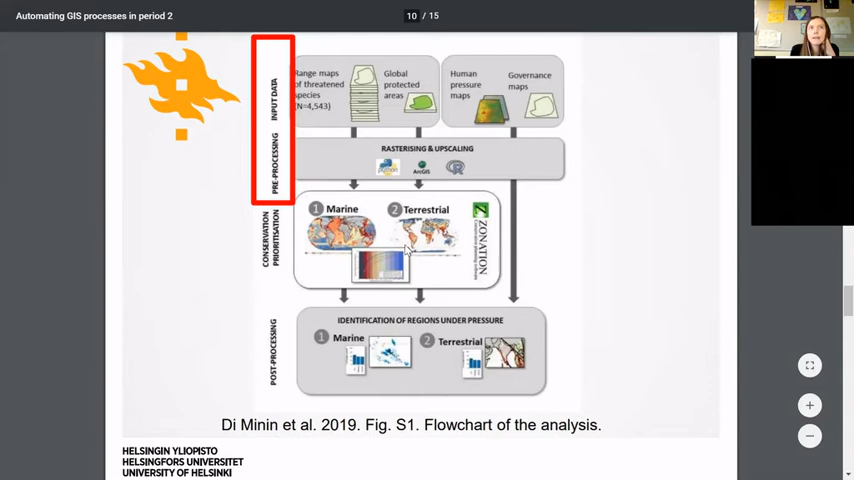 Automating GIS processes in period 2
10 / 15
INPUT DATA
Range maps
of threatened
species
(N=4,543)
Global
protected
areas
Human
pressure
maps
Governance
maps
PRE-PROCESSING
RASTERISING & UPSCALING
python
ArcGIS
R
CONSERVATION
PRIORITISATION
1 Marine
2 Terrestrial
Z
ZONATION
POST-PROCESSING
IDENTIFICATION OF REGIONS UNDER PRESSURE
1 Marine
2 Terrestrial
Di Minin et al. 2019. Fig. S1. Flowchart of the analysis.
HELSINGIN YLIOPISTO
HELSINGFORS UNIVERSITET
UNIVERSITY OF HELSINKI